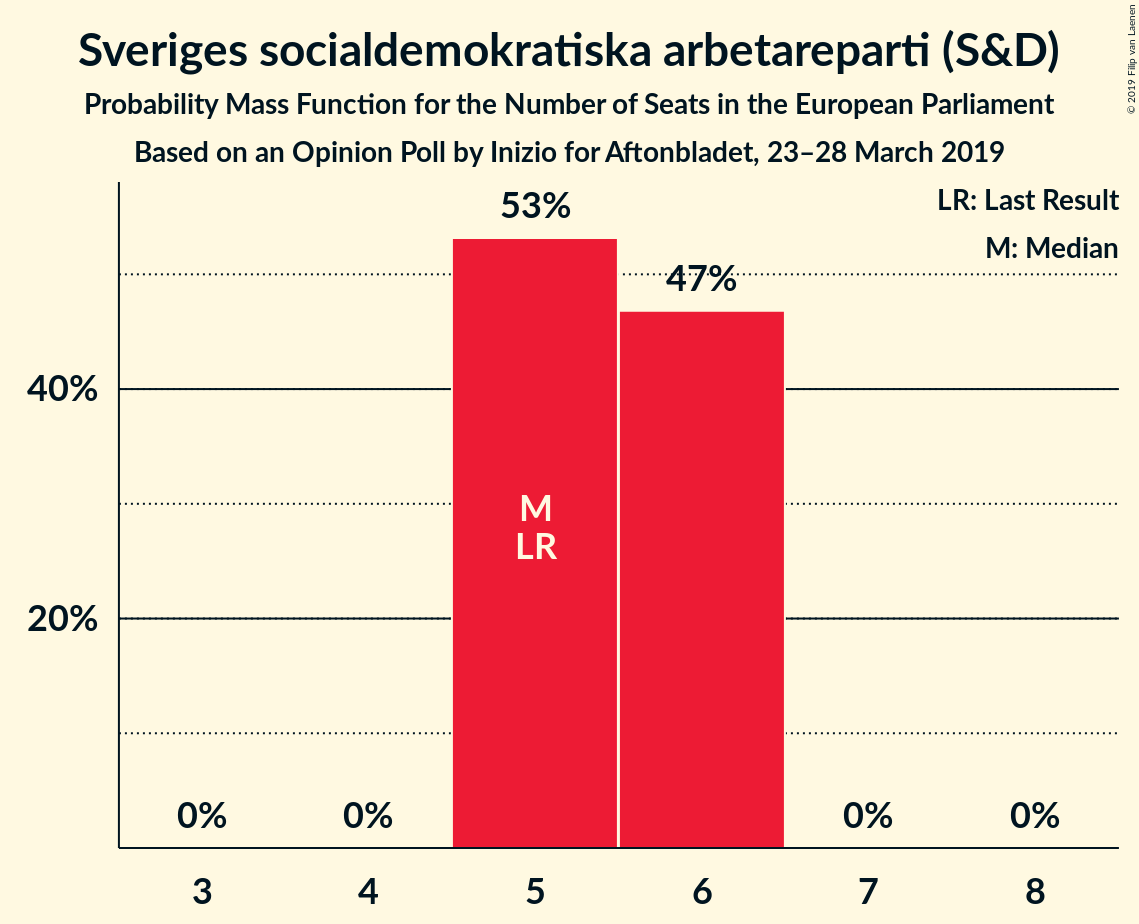 Sveriges socialdemokratiska arbetareparti (S&D)
Probability Mass Function for the Number of Seats in the European Parliament
Based on an Opinion Poll by Inizio for Aftonbladet, 23–28 March 2019
© 2019 Filip van Laenen
LR: Last Result
M: Median
53%
47%
40%
20%
M
LR
0%
0%
0%
0%
3
4
5
6
7
8